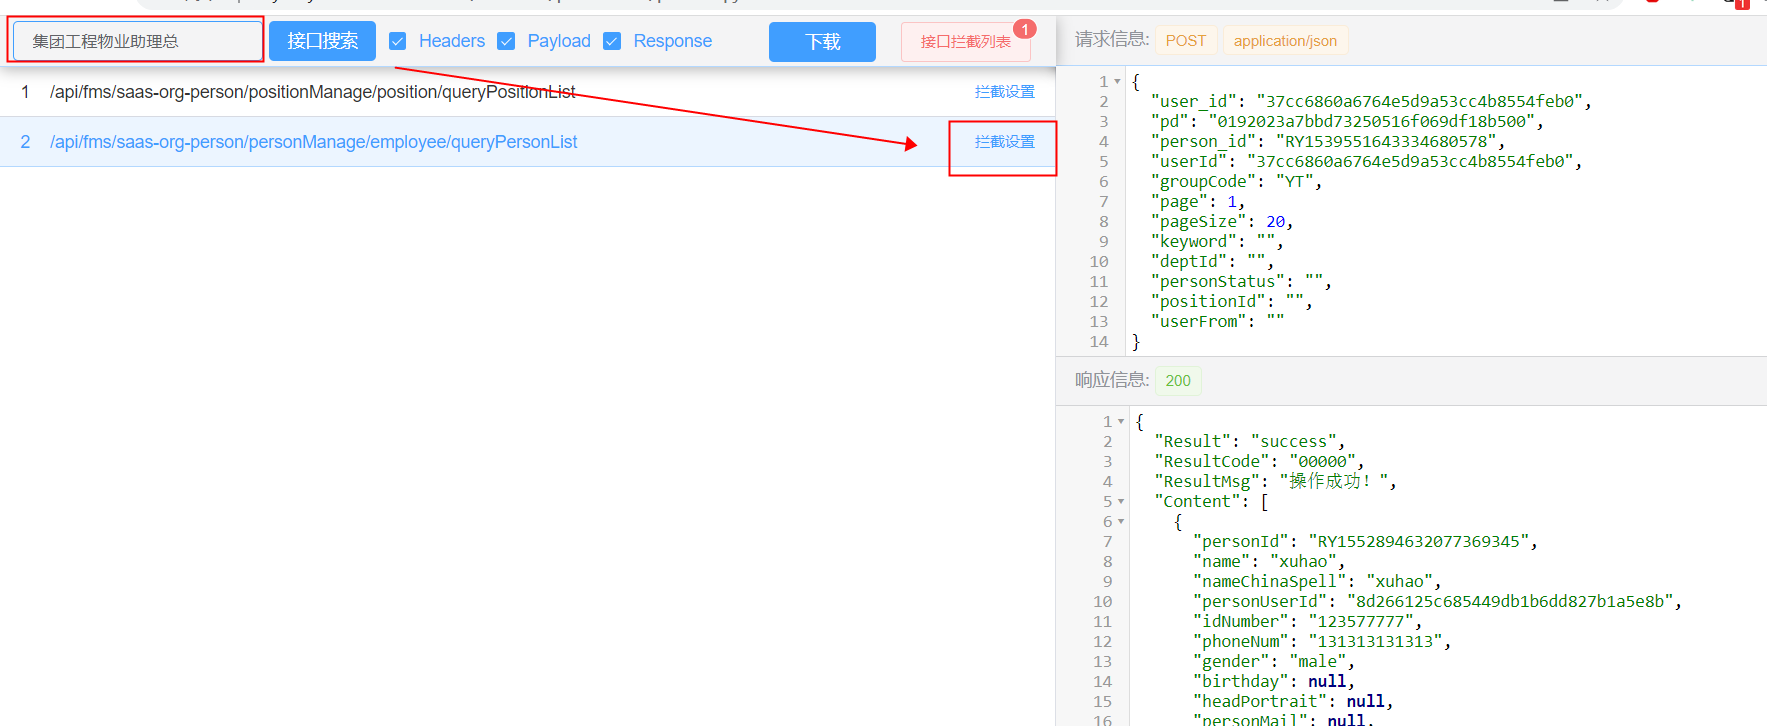 集团工程物业助理总 接口搜索 Headers Payload Response 下载 接口拦截列表 1
1 /api/fms/saas-org-person/positionManage/position/queryPositionList 拦截设置
2 /api/fms/saas-org-person/personManage/employee/queryPersonList 拦截设置
请求信息: POST application/json
1 {
2 "user_id": "37cc6860a6764e5d9a53cc4b8554feb0",
3 "pd": "0192023a7bbd73250516f069df18b500",
4 "person_id": "RY1539551643334680578",
5 "userId": "37cc6860a6764e5d9a53cc4b8554feb0",
6 "groupCode": "YT",
7 "page": 1,
8 "pageSize": 20,
9 "keyword": "",
10 "deptId": "",
11 "personStatus": "",
12 "positionId": "",
13 "userFrom": ""
14 }
响应信息: 200
1 {
2 "Result": "success",
3 "ResultCode": "00000",
4 "ResultMsg": "操作成功！",
5 "Content": [
6 {
7 "personId": "RY1552894632077369345",
8 "name": "xuhao",
9 "nameChinaSpell": "xuhao",
10 "personUserId": "8d266125c685449db1b6dd827b1a5e8b",
11 "idNumber": "123577777",
12 "phoneNum": "131313131313",
13 "gender": "male",
14 "birthday": null,
15 "headPortrait": null,
16 "personMail": null,